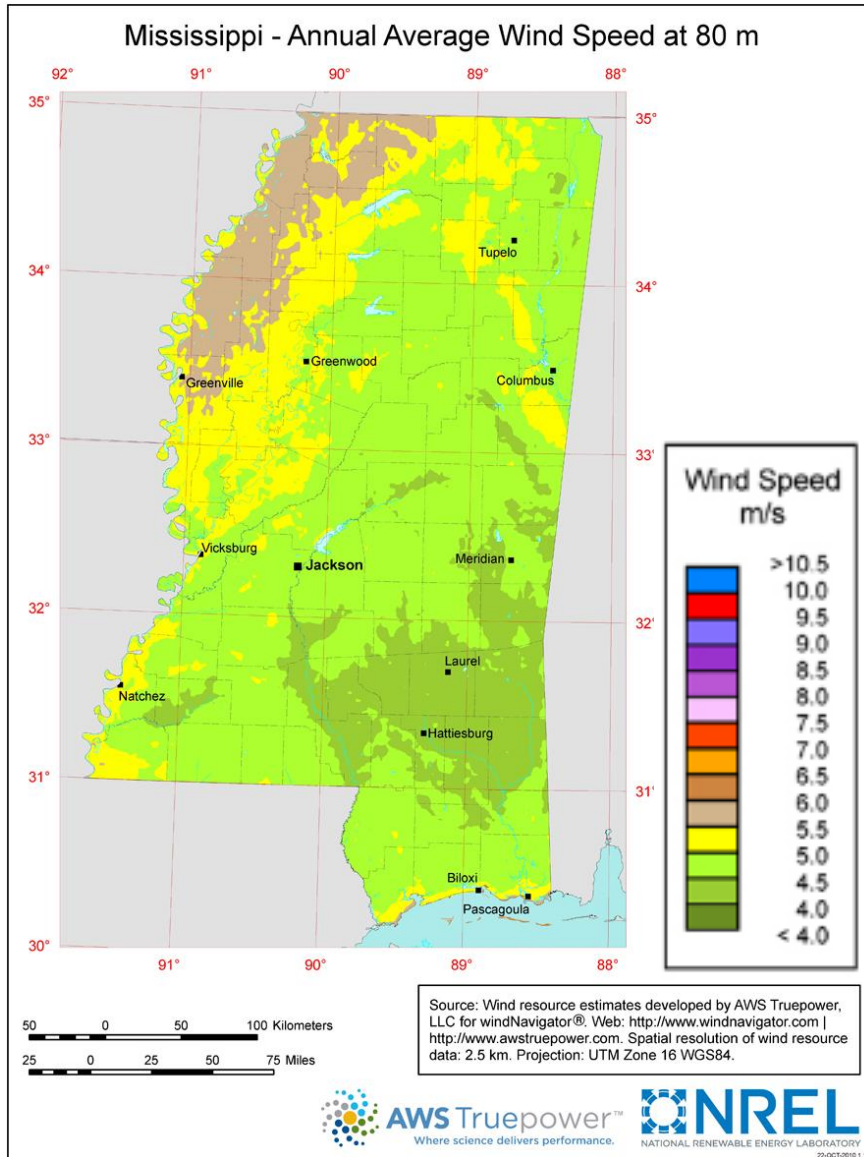 Mississippi - Annual Average Wind Speed at 80 m
92° 91° 90° 89° 88°
35° 35°
Tupelo
34° 34°
Greenwood
Greenville
Columbus
33° 33°
Wind Speed
m/s
Vicksburg
Jackson
Meridian
>10.5
10.0
9.5
9.0
8.5
8.0
7.5
7.0
6.5
6.0
5.5
5.0
4.5
4.0
< 4.0
32° 32°
Laurel
Natchez
Hattiesburg
31° 31°
Biloxi
Pascagoula
30°
91° 90° 89° 88°
50 0 50 100 Kilometers
25 0 25 50 75 Miles
Source: Wind resource estimates developed by AWS Truepower,
LLC for windNavigator®. Web: http://www.windnavigator.com |
http://www.awstruepower.com. Spatial resolution of wind resource
data: 2.5 km. Projection: UTM Zone 16 WGS84.
AWS Truepower™
Where science delivers performance.
NREL
NATIONAL RENEWABLE ENERGY LABORATORY
22-OCT-2010 1